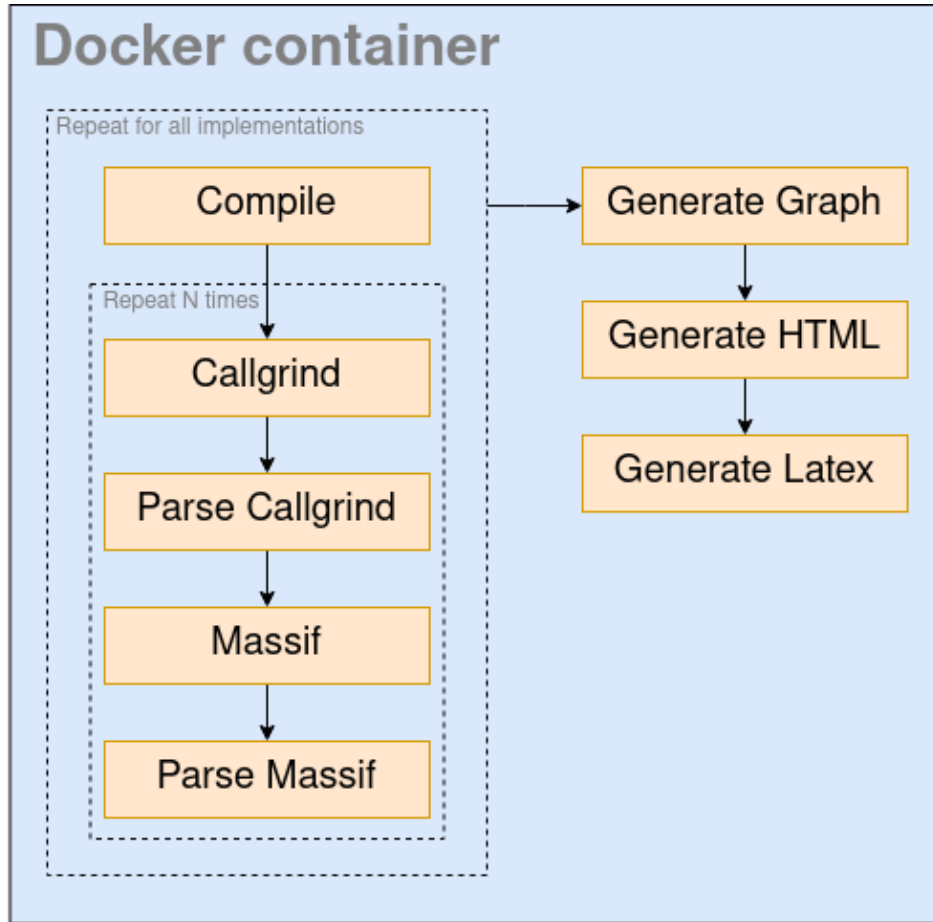 Docker container
Repeat for all implementations
Compile
Repeat N times
Callgrind
Parse Callgrind
Massif
Parse Massif
Generate Graph
Generate HTML
Generate Latex